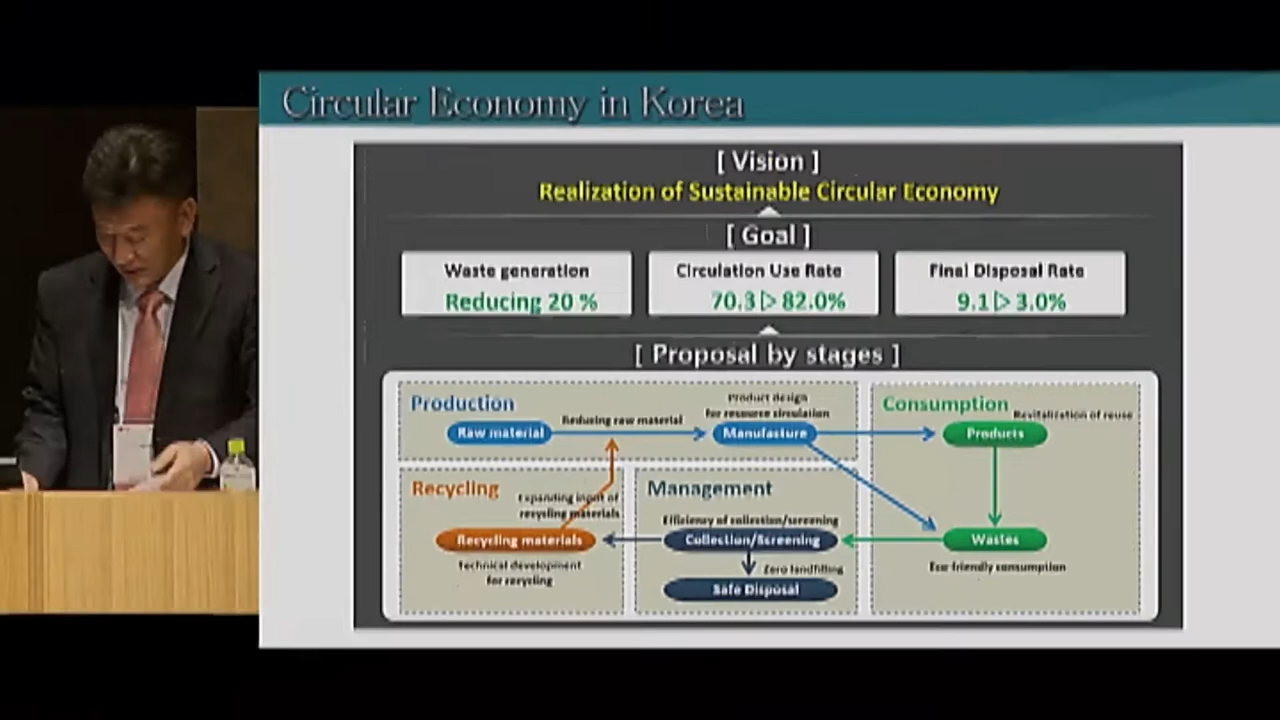 Circular Economy in Korea
[ Vision ]
Realization of Sustainable Circular Economy
[ Goal ]
Waste generation
Reducing 20 %
Circulation Use Rate
70.3 ▷ 82.0%
Final Disposal Rate
9.1 ▷ 3.0%
[ Proposal by stages ]
Production
Raw material
Reducing raw material
Product design
for resource circulation
Manufacture
Consumption
Revitalization of reuse
Products
Wastes
Eco friendly consumption
Recycling
Expanding input of
recycling materials
Recycling materials
Technical development
for recycling
Management
Efficiency of collection/screening
Collection/Screening
Zero landfilling
Safe Disposal